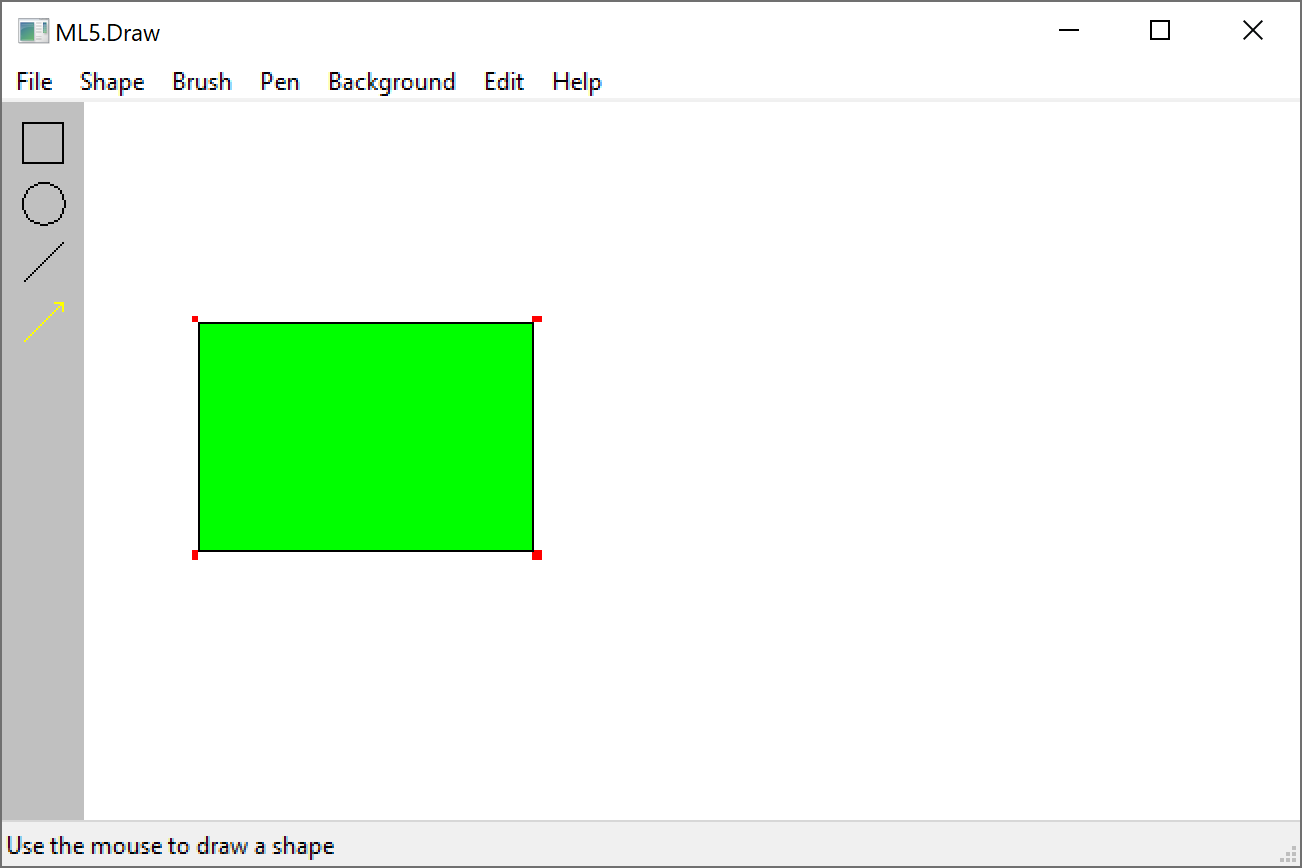 ML5.Draw
File Shape Brush Pen Background Edit Help
Use the mouse to draw a shape